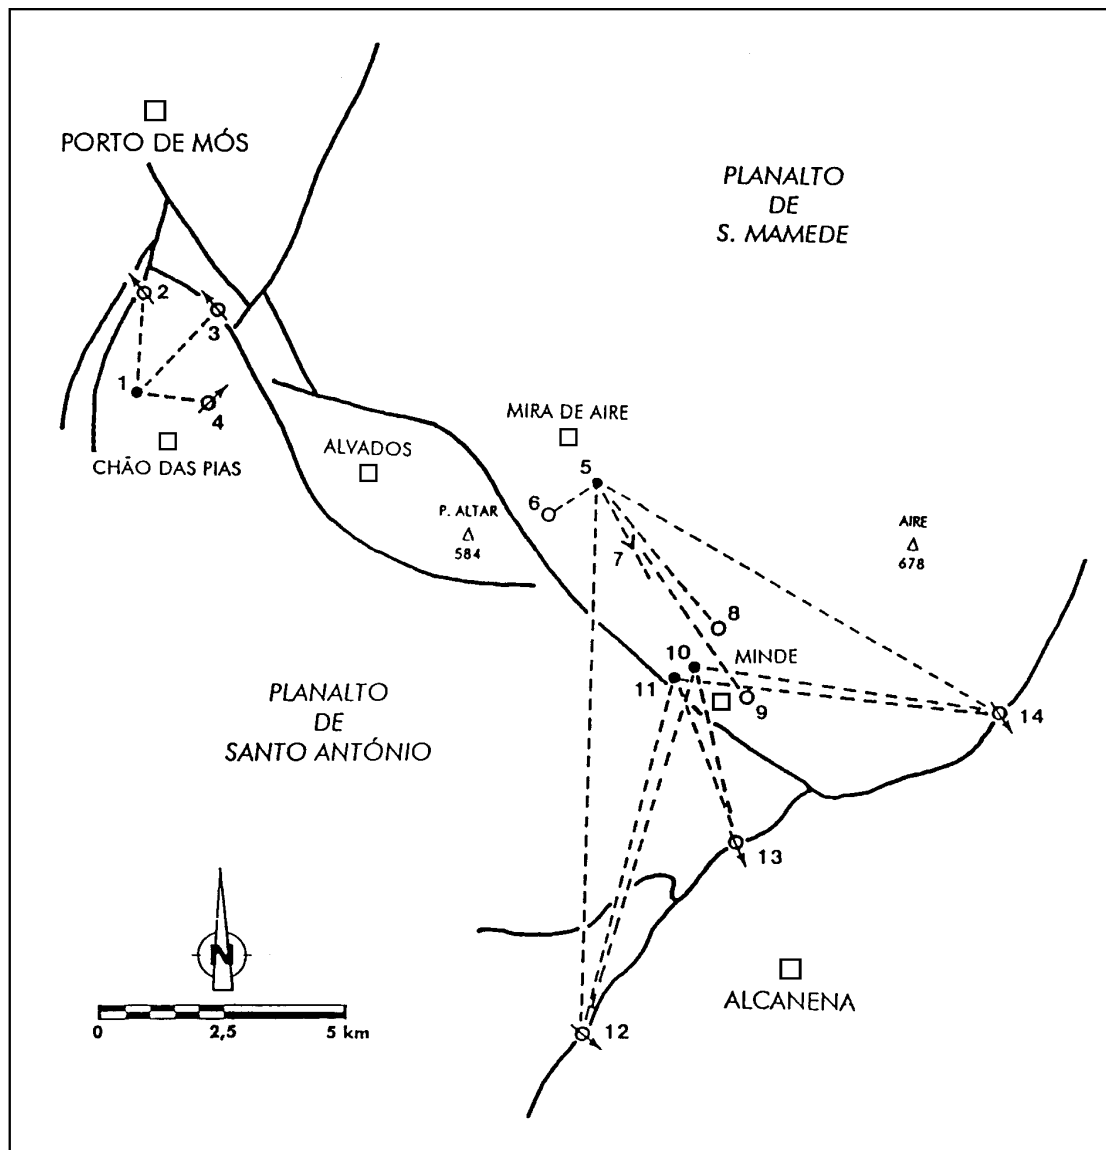 PORTO DE MÓS
PLANALTO
DE
S. MAMEDE
2
3
1
4
CHÃO DAS PIAS
ALVADOS
MIRA DE AIRE
5
6
P. ALTAR
584
7
AIRE
678
8
10
MINDE
11
9
14
PLANALTO
DE
SANTO ANTÓNIO
13
N
ALCANENA
0 2,5 5 km
12